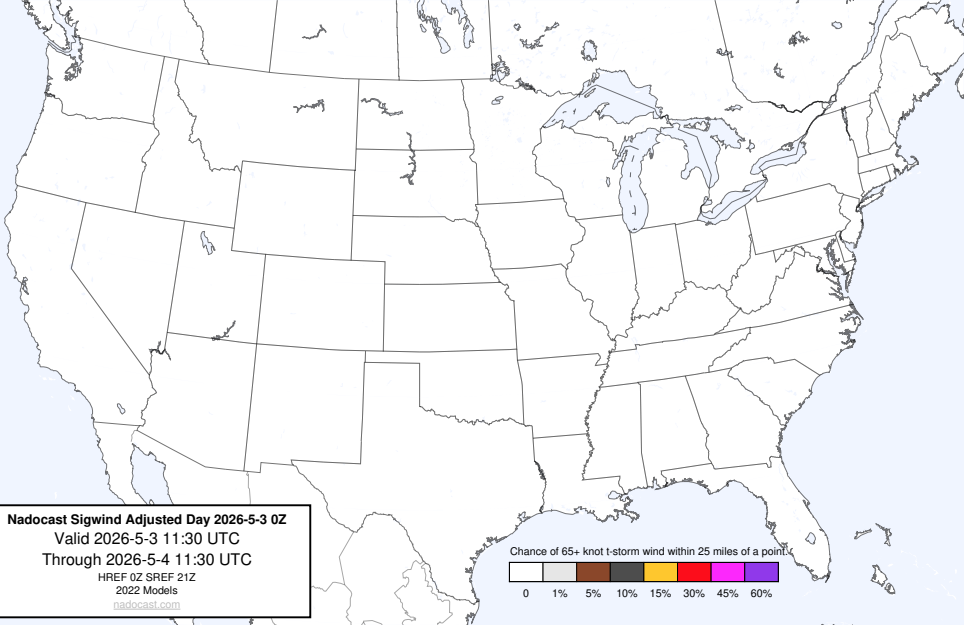 Nadocast Sigwind Adjusted Day 2026-5-3 0Z
Valid 2026-5-3 11:30 UTC
Through 2026-5-4 11:30 UTC
HREF 0Z SREF 21Z
2022 Models
nadocast.com
Chance of 65+ knot t-storm wind within 25 miles of a point.
0 1% 5% 10% 15% 30% 45% 60%